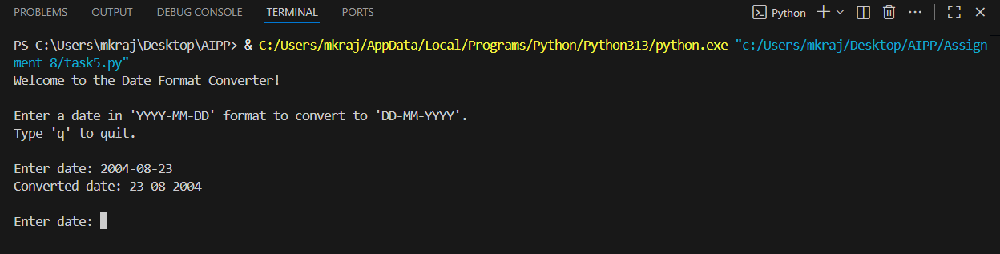 PROBLEMS OUTPUT DEBUG CONSOLE TERMINAL PORTS Python
PS C:\Users\mkraj\Desktop\AIPP> & C:/Users/mkraj/AppData/Local/Programs/Python/Python313/python.exe "c:/Users/mkraj/Desktop/AIPP/Assign
ment 8/task5.py"
Welcome to the Date Format Converter!
-------------------------------------
Enter a date in 'YYYY-MM-DD' format to convert to 'DD-MM-YYYY'.
Type 'q' to quit.
Enter date: 2004-08-23
Converted date: 23-08-2004
Enter date: